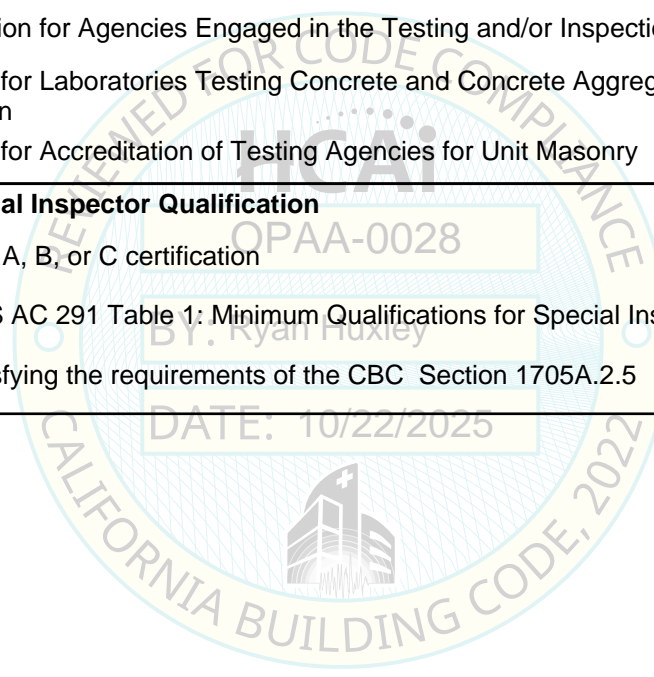 ion for Agencies Engaged in the Testing and/or Inspectio
for Laboratories Testing Concrete and Concrete Aggreg
n
for Accreditation of Testing Agencies for Unit Masonry
al Inspector Qualification
A, B, or C certification
S AC 291 Table 1: Minimum Qualifications for Special Ins
sfying the requirements of the CBC Section 1705A.2.5
REVIEWED FOR CODE COMPLIANCE
HCAi
OPAA-0028
BY: Ryan Huxley
DATE: 10/22/2025
CALIFORNIA BUILDING CODE, 2022